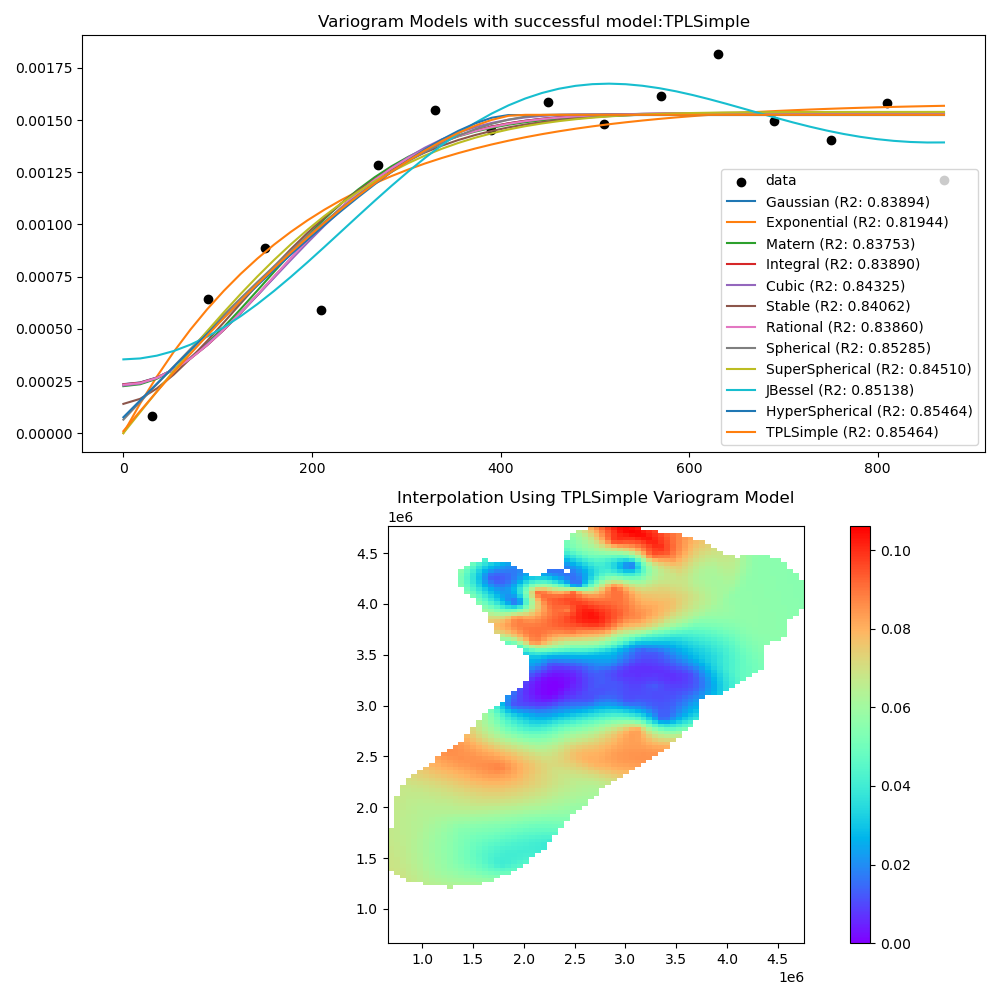 Variogram Models with successful model:TPLSimple
0.00175
0.00150
0.00125
0.00100
0.00075
0.00050
0.00025
0.00000
0
200
400
600
800
data
Gaussian (R2: 0.83894)
Exponential (R2: 0.81944)
Matern (R2: 0.83753)
Integral (R2: 0.83890)
Cubic (R2: 0.84325)
Stable (R2: 0.84062)
Rational (R2: 0.83860)
Spherical (R2: 0.85285)
SuperSpherical (R2: 0.84510)
JBessel (R2: 0.85138)
HyperSpherical (R2: 0.85464)
TPLSimple (R2: 0.85464)
Interpolation Using TPLSimple Variogram Model
1e6
4.5
4.0
3.5
3.0
2.5
2.0
1.5
1.0
1.0
1.5
2.0
2.5
3.0
3.5
4.0
4.5
1e6
0.10
0.08
0.06
0.04
0.02
0.00